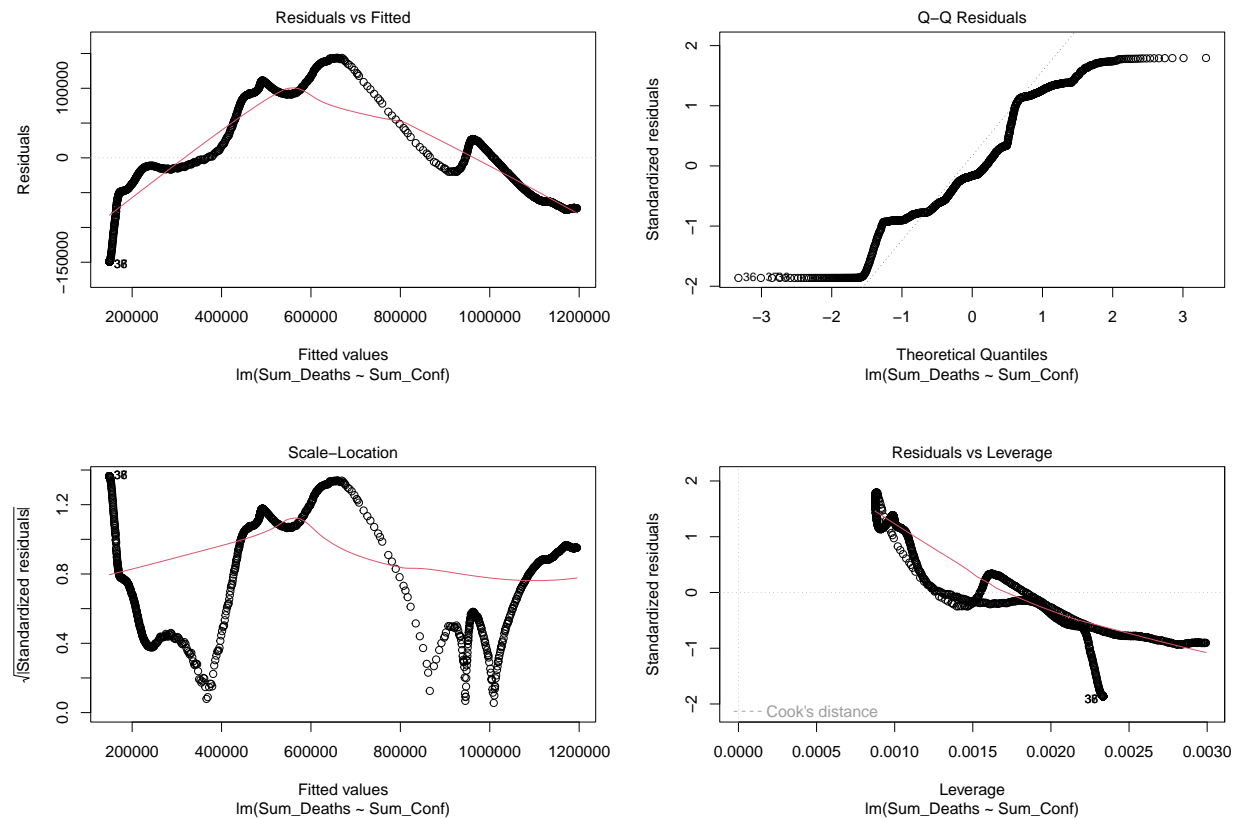 Residuals vs Fitted
Residuals
−150000
0
100000
36
200000 400000 600000 800000 1000000 1200000
Fitted values
lm(Sum_Deaths ~ Sum_Conf)
Q−Q Residuals
Standardized residuals
−2 −1 0 1 2
36
−3 −2 −1 0 1 2 3
Theoretical Quantiles
lm(Sum_Deaths ~ Sum_Conf)
Scale−Location
√|Standardized residuals|
0.0 0.4 0.8 1.2
200000 400000 600000 800000 1000000 1200000
Fitted values
lm(Sum_Deaths ~ Sum_Conf)
Residuals vs Leverage
Standardized residuals
−2 −1 0 1 2
Cook's distance
0.0000 0.0005 0.0010 0.0015 0.0020 0.0025 0.0030
Leverage
lm(Sum_Deaths ~ Sum_Conf)